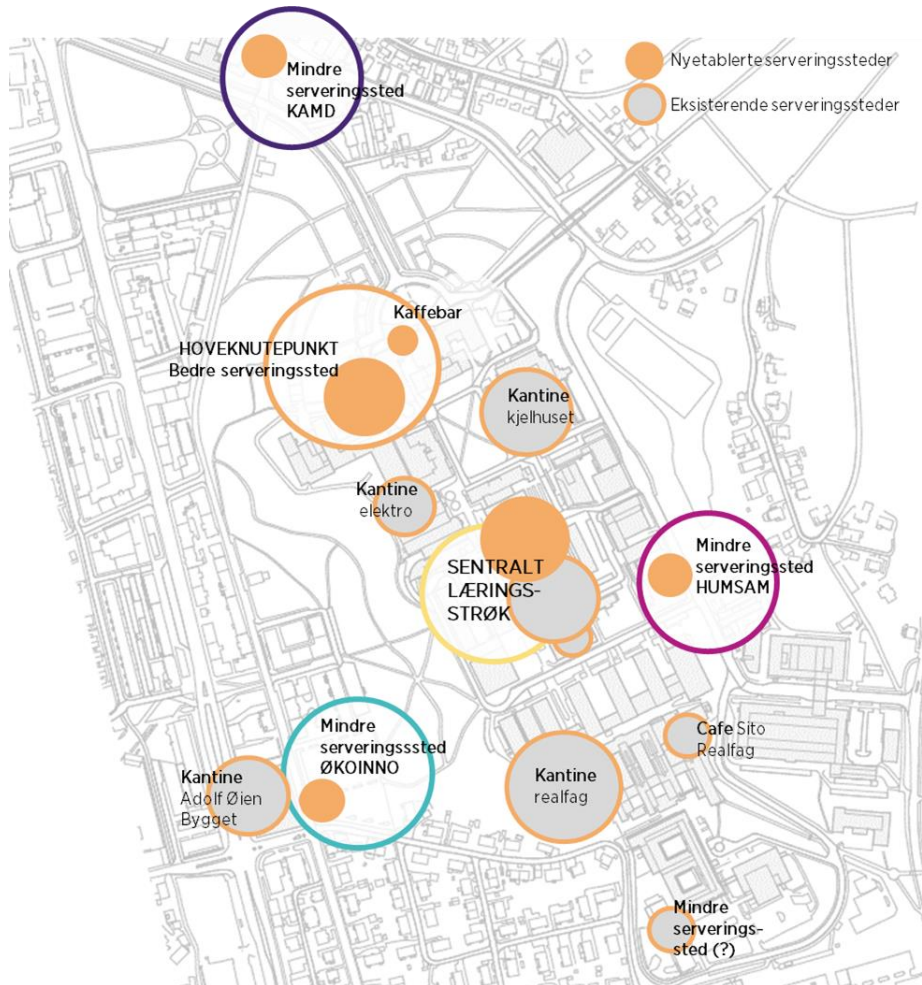 Nyetablerte serveringssteder
Eksisterende serveringssteder
Mindre
serveringssted
KAMD
Kaffebar
HOVEKNUTEPUNKT
Bedre serveringssted
Kantine
kjelhuset
Kantine
elektro
SENTRALT
LÆRINGS-
STRØK
Mindre
serveringssted
HUMSAM
Mindre
serveringsssted
ØKOINNO
Cafe Sito
Realfag
Kantine
Adolf Øien
Bygget
Kantine
realfag
Mindre
serverings-
sted (?)